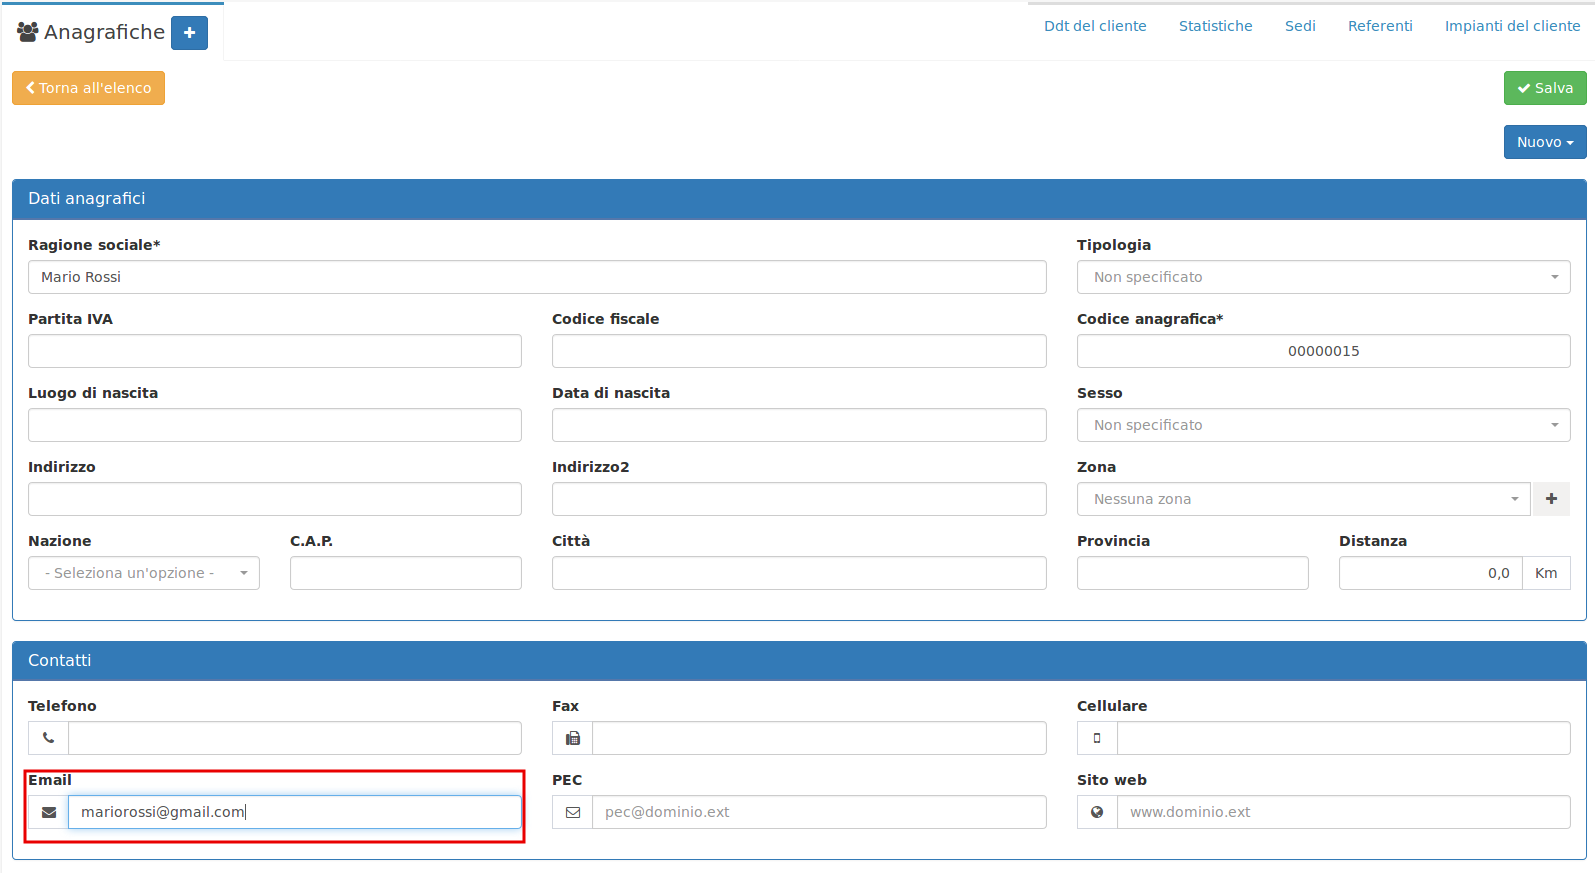 Anagrafiche
Ddt del cliente Statistiche Sedi Referenti Impianti del cliente
Torna all'elenco
Salva
Nuovo
Dati anagrafici
Ragione sociale* Tipologia
Mario Rossi Non specificato
Partita IVA Codice fiscale Codice anagrafica*
00000015
Luogo di nascita Data di nascita Sesso
Non specificato
Indirizzo Indirizzo2 Zona
Nessuna zona
Nazione C.A.P. Città Provincia Distanza
- Seleziona un'opzione - 0,0 Km
Contatti
Telefono Fax Cellulare
Email PEC Sito web
mariorossi@gmail.com pec@dominio.ext www.dominio.ext